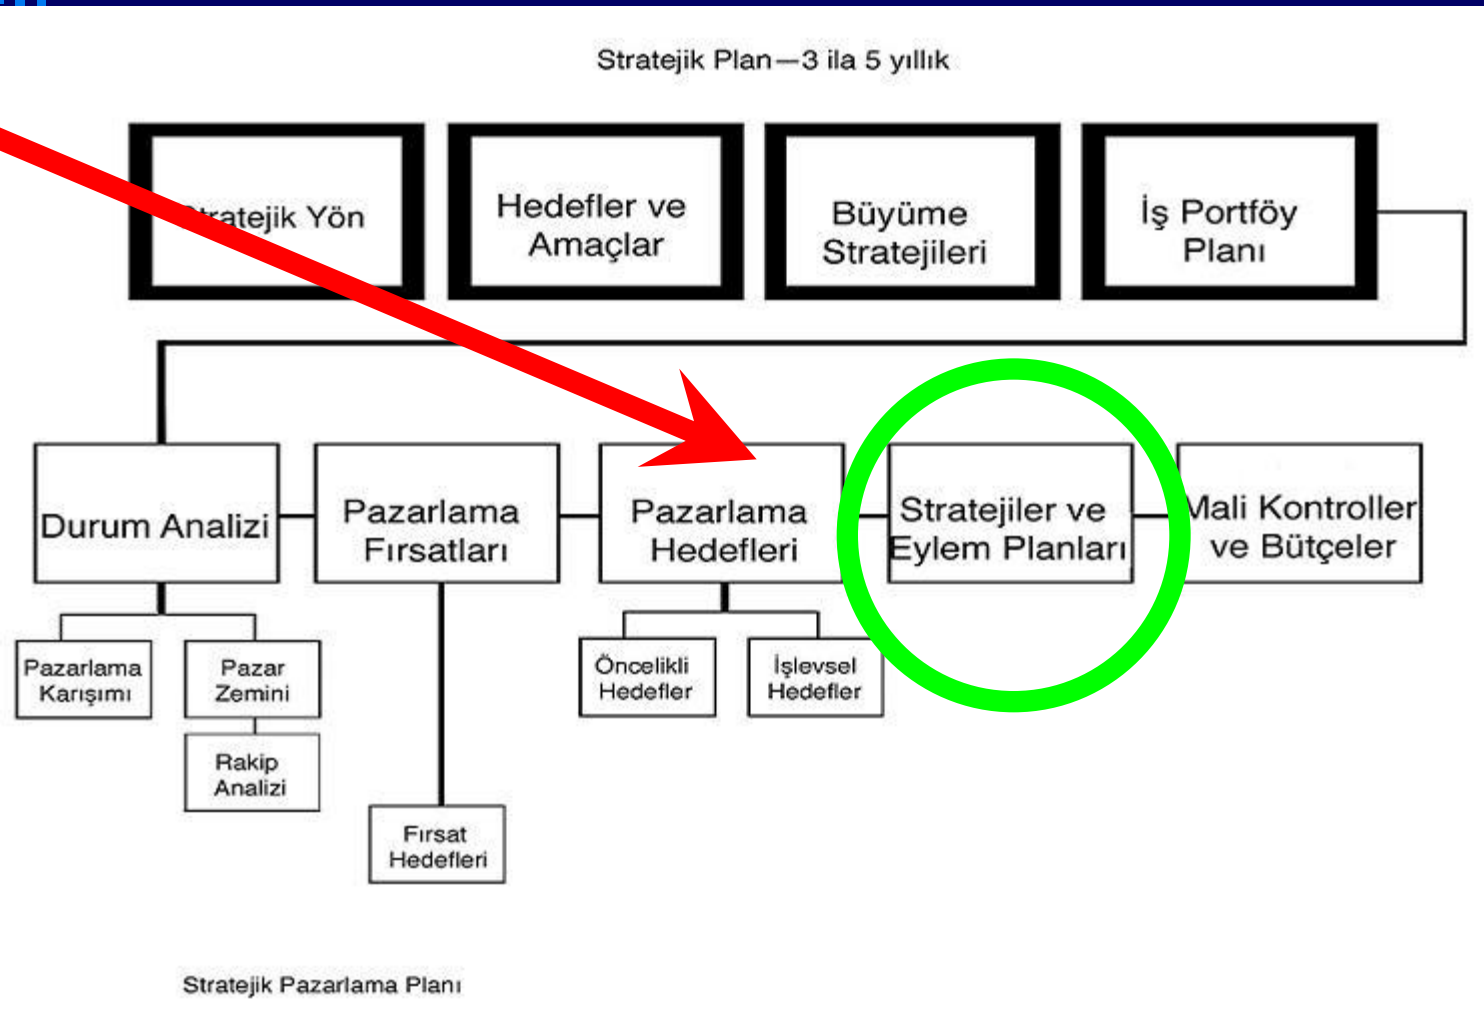 Stratejik Plan—3 ila 5 yıllık
Stratejik Yön
Hedefler ve
Amaçlar
Büyüme
Stratejileri
İş Portföy
Planı
Durum Analizi
Pazarlama
Fırsatları
Pazarlama
Hedefleri
Stratejiler ve
Eylem Planları
Mali Kontroller
ve Bütçeler
Pazarlama
Karışımı
Pazar
Zemini
Rakip
Analizi
Fırsat
Hedefleri
Öncelikli
Hedefler
İşlevsel
Hedefler
Stratejik Pazarlama Planı